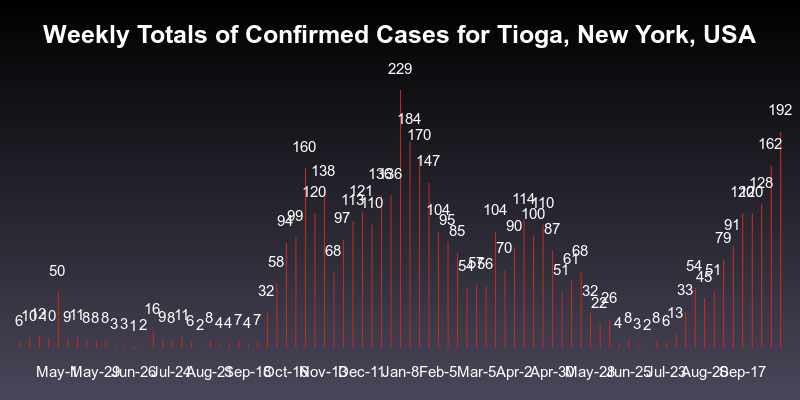 Weekly Totals of Confirmed Cases for Tioga, New York, USA
6 10 12 10 50 9 11 8 8 8 3 3 1 2 16 9 8 11 6 2 8 4 4 7 4 7 32 58 94 99 160 120 138 68 97 113 121 110 136 136 229 184 170 147 104 95 85 54 57 56 104 70 90 114 100 110 87 51 61 68 32 22 26 4 8 3 2 8 6 13 33 54 45 51 79 91 120 120 128 162 192
May-1 May-29 Jun-26 Jul-24 Aug-21 Sep-18 Oct-16 Nov-13 Dec-11 Jan-8 Feb-5 Mar-5 Apr-2 Apr-30 May-28 Jun-25 Jul-23 Aug-20 Sep-17